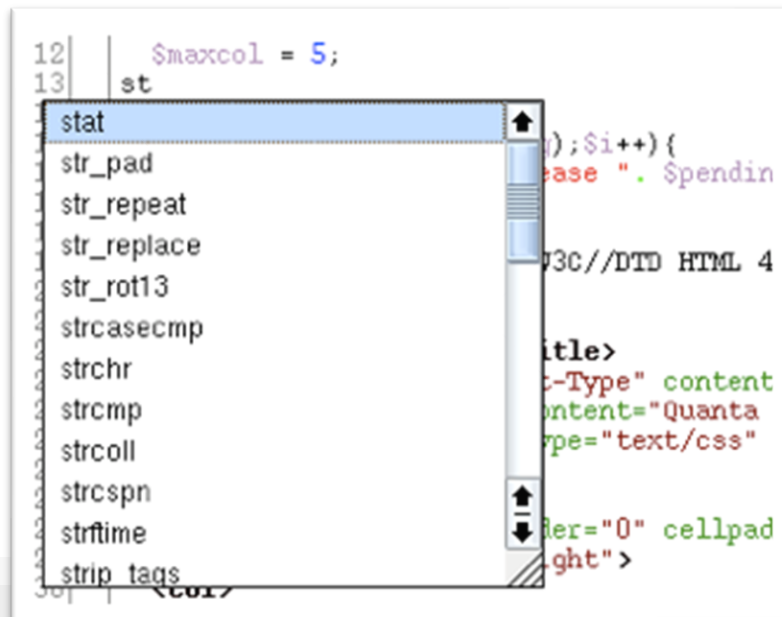 12 $maxcol = 5;
13 st
stat
str_pad
);$i++){
str_repeat
ease ". $pendin
str_replace
W3C//DTD HTML 4
str_rot13
strcasecmp
itle>
strchr
t-Type" content
strcmp
ontent="Quanta
strcoll
ype="text/css"
strcspn
strftime
der="0" cellpad
strip_tags
ght">
<col>